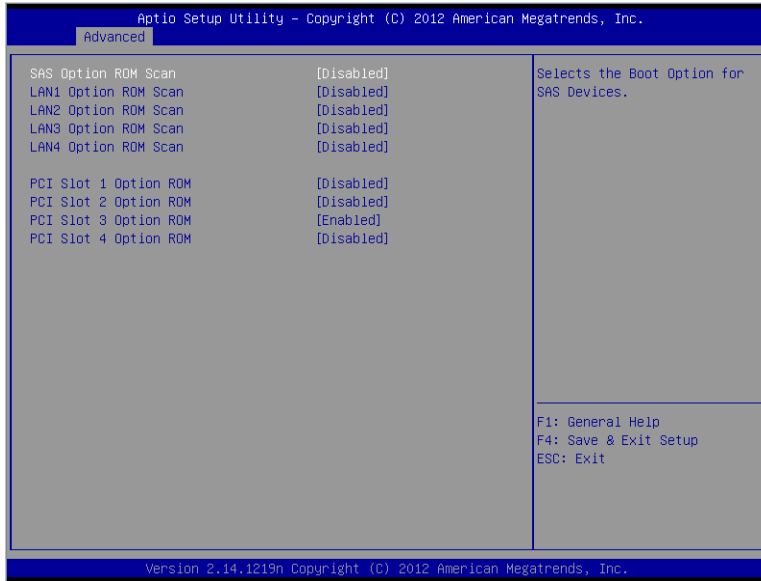 Aptio Setup Utility – Copyright (C) 2012 American Megatrends, Inc.
Advanced
SAS Option ROM Scan [Disabled]
LAN1 Option ROM Scan [Disabled]
LAN2 Option ROM Scan [Disabled]
LAN3 Option ROM Scan [Disabled]
LAN4 Option ROM Scan [Disabled]
PCI Slot 1 Option ROM [Disabled]
PCI Slot 2 Option ROM [Disabled]
PCI Slot 3 Option ROM [Enabled]
PCI Slot 4 Option ROM [Disabled]
Selects the Boot Option for
SAS Devices.
F1: General Help
F4: Save & Exit Setup
ESC: Exit
Version 2.14.1219n Copyright (C) 2012 American Megatrends, Inc.